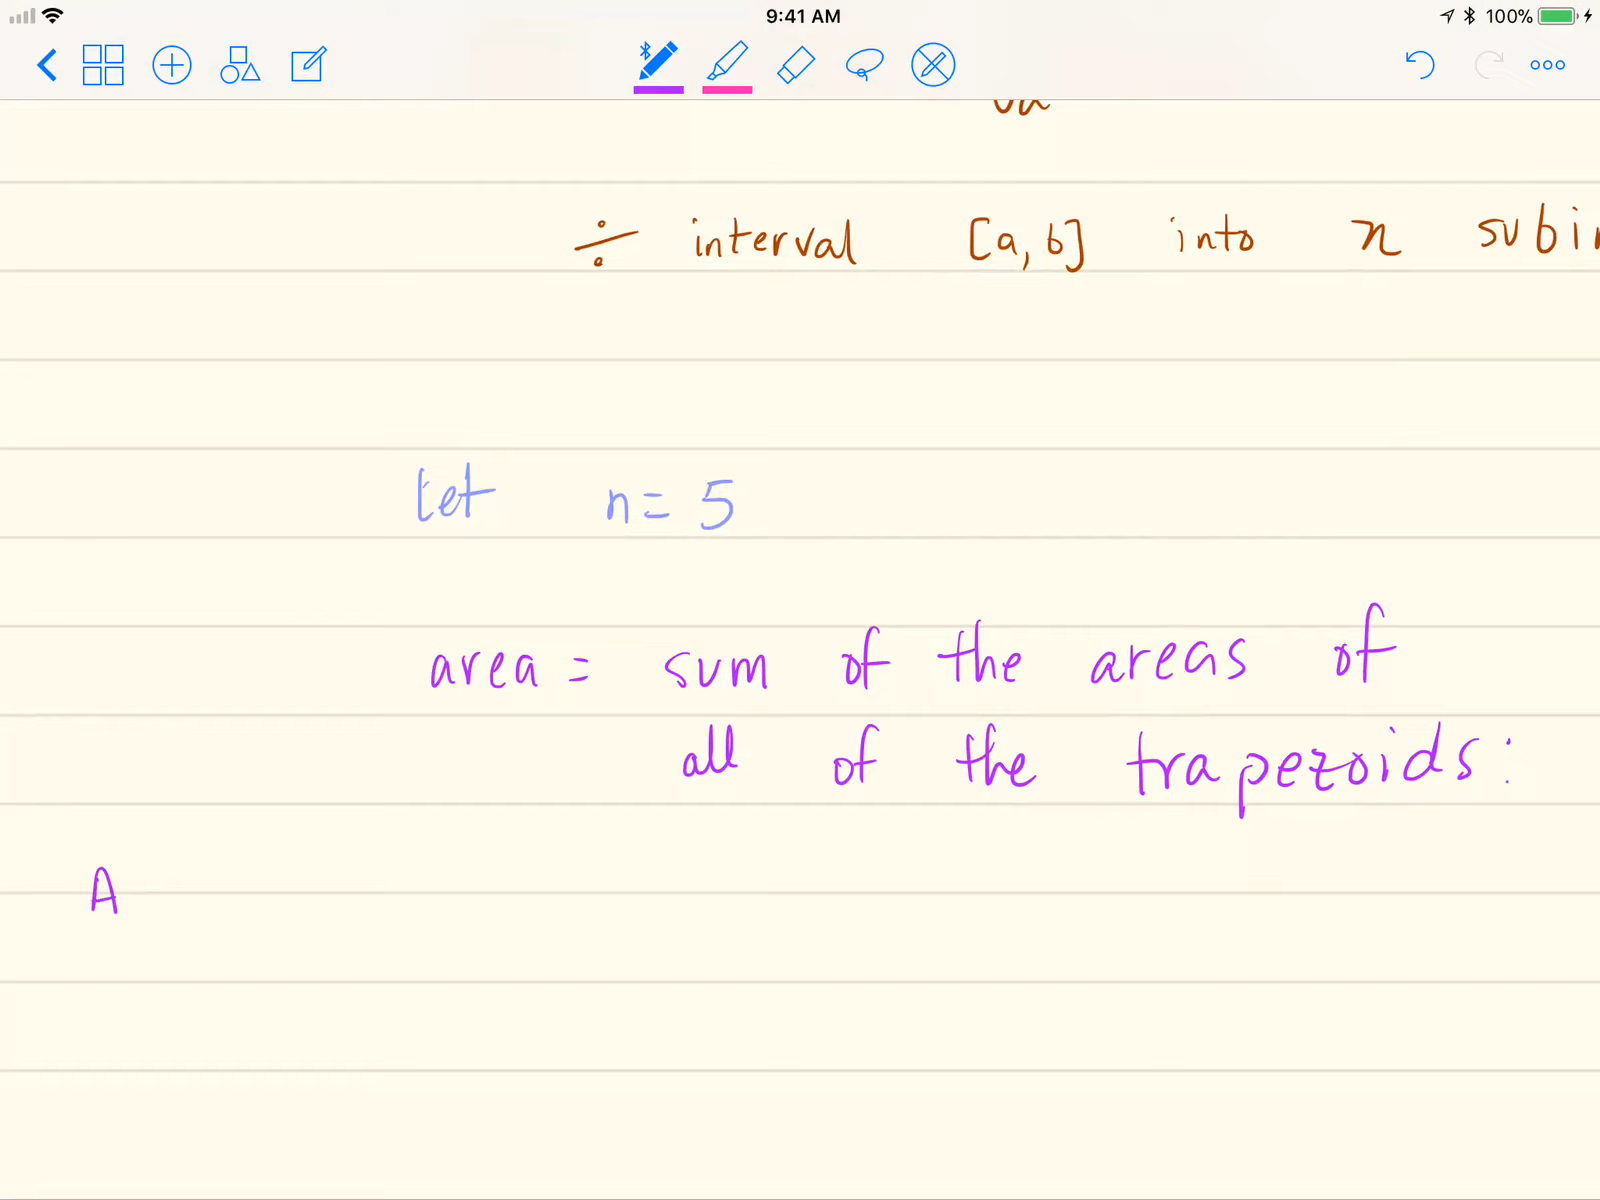 9:41 AM
100%
÷ interval [a, b] into n
let n = 5
area = sum of the areas of
all of the trapezoids:
A